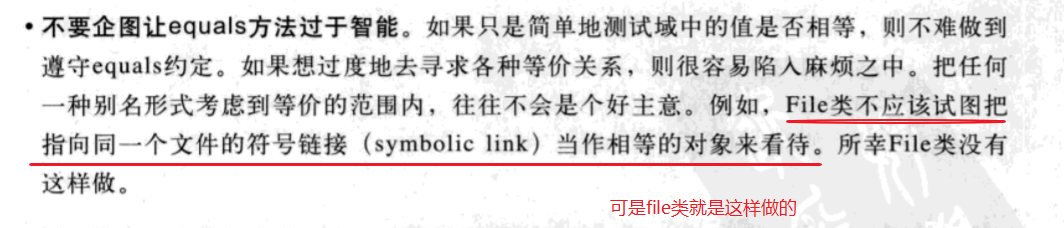 • 不要企图让equals方法过于智能。如果只是简单地测试域中的值是否相等，则不难做到
遵守equals约定。如果想过度地去寻求各种等价关系，则很容易陷入麻烦之中。把任何
一种别名形式考虑到等价的范围内，往往不会是个好主意。例如，File类不应该试图把
指向同一个文件的符号链接（symbolic link）当作相等的对象来看待。所幸File类没有
这样做。
可是file类就是这样做的